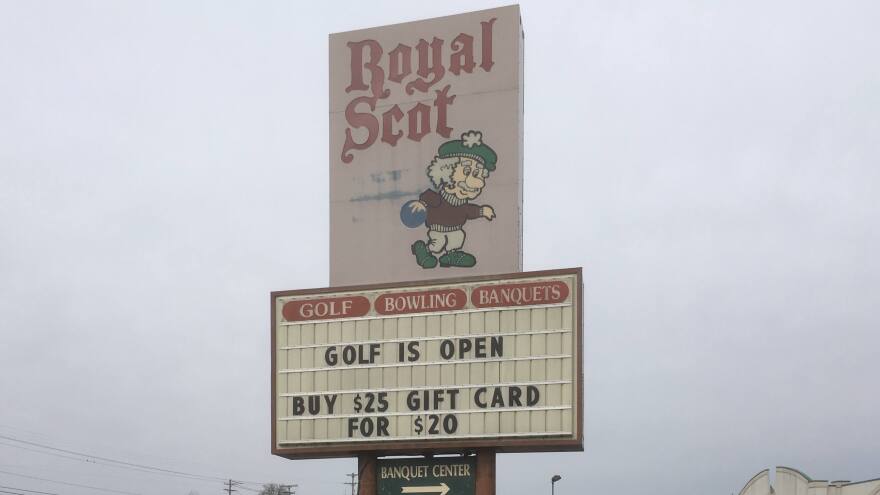 Royal
Scot
GOLF BOWLING BANQUETS
GOLF IS OPEN
BUY $25 GIFT CARD
FOR $20
BANQUET CENTER